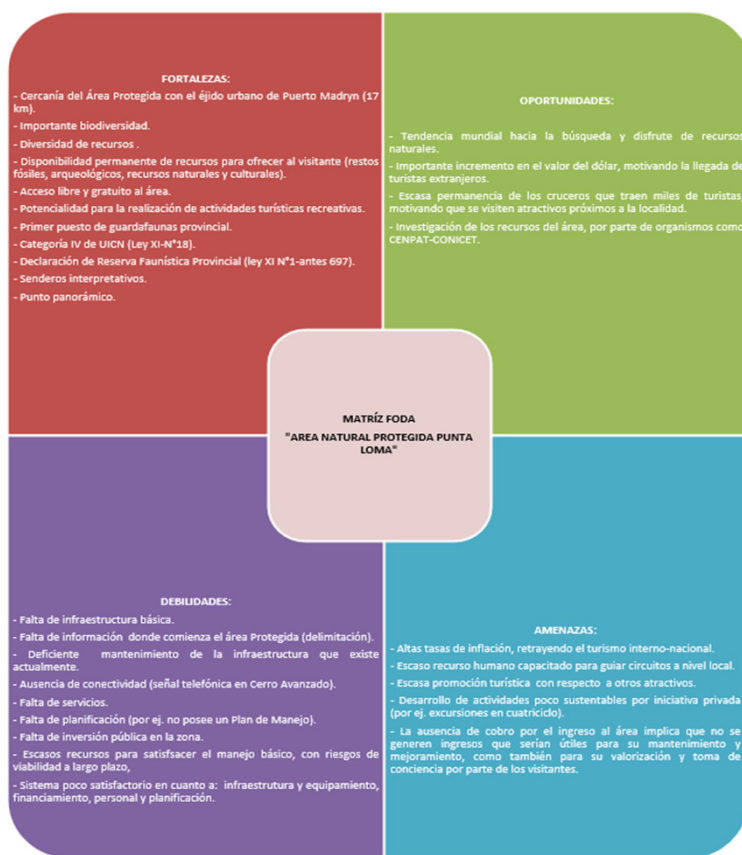 FORTALEZAS:
- Cercanía del Área Protegida con el éjido urbano de Puerto Madryn (17
km).
- Importante biodiversidad.
- Diversidad de recursos .
- Disponibilidad permanente de recursos para ofrecer al visitante (restos
fósiles, arqueológicos, recursos naturales y culturales).
- Acceso libre y gratuito al área.
- Potencialidad para la realización de actividades turísticas recreativas.
- Primer puesto de guardafaunas provincial.
- Categoría IV de UICN (Ley XI-N°18).
- Declaración de Reserva Faunística Provincial (ley XI N°1-antes 697).
- Senderos interpretativos.
- Punto panorámico.
OPORTUNIDADES:
- Tendencia mundial hacia la búsqueda y disfrute de recursos
naturales.
- Importante incremento en el valor del dólar, motivando la llegada de
turistas extranjeros.
- Escasa permanencia de los cruceros que traen miles de turistas,
motivando que se visiten atractivos próximos a la localidad.
- Investigación de los recursos del área, por parte de organismos como
CENPAT-CONICET.
MATRÍZ FODA
"AREA NATURAL PROTEGIDA PUNTA
LOMA"
DEBILIDADES:
- Falta de infraestructura básica.
- Falta de información donde comienza el área Protegida (delimitación).
- Deficiente mantenimiento de la infraestructura que existe
actualmente.
- Ausencia de conectividad (señal telefónica en Cerro Avanzado).
- Falta de servicios.
- Falta de planificación (por ej. no posee un Plan de Manejo).
- Falta de inversión pública en la zona.
- Escasos recursos para satisfsacer el manejo básico, con riesgos de
viabilidad a largo plazo,
- Sistema poco satisfactorio en cuanto a: infraestrutura y equipamiento,
financiamiento, personal y planificación.
AMENAZAS:
- Altas tasas de inflación, retrayendo el turismo interno-nacional.
- Escaso recurso humano capacitado para guiar circuitos a nivel local.
- Escasa promoción turística con respecto a otros atractivos.
- Desarrollo de actividades poco sustentables por iniciativa privada
(por ej. excursiones en cuatriciclo).
- La ausencia de cobro por el ingreso al área implica que no se
generen ingresos que serían útiles para su mantenimiento y
mejoramiento, como también para su valorización y toma de
conciencia por parte de los visitantes.